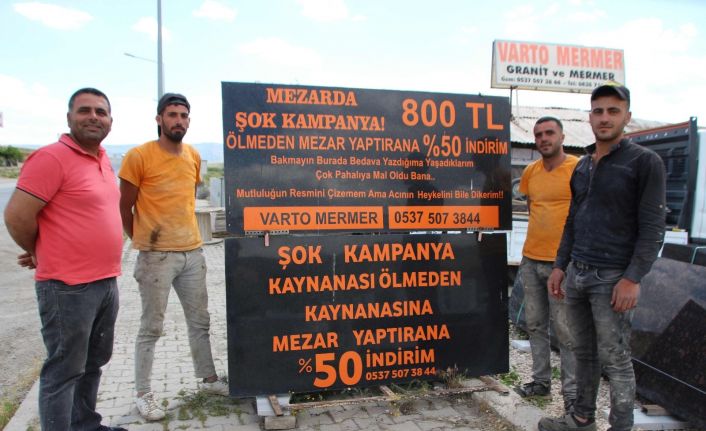 VARTO MERMER
GRANİT ve MERMER
MEZARDA
ŞOK KAMPANYA!
800 TL
ÖLMEDEN MEZAR YAPTIRANA %50 İNDİRİM
Bakmayın Burada Bedava Yazdığıma Yaşadıklarım
Çok Pahalıya Mal Oldu Bana..
Mutluluğun Resmini Çizemem Ama Acının Heykelini Bile Dikerim!!
VARTO MERMER 0537 507 3844
ŞOK KAMPANYA
KAYNANASI ÖLMEDEN
KAYNANASINA
MEZAR YAPTIRANA
%50 İNDİRİM
0537 507 38 44